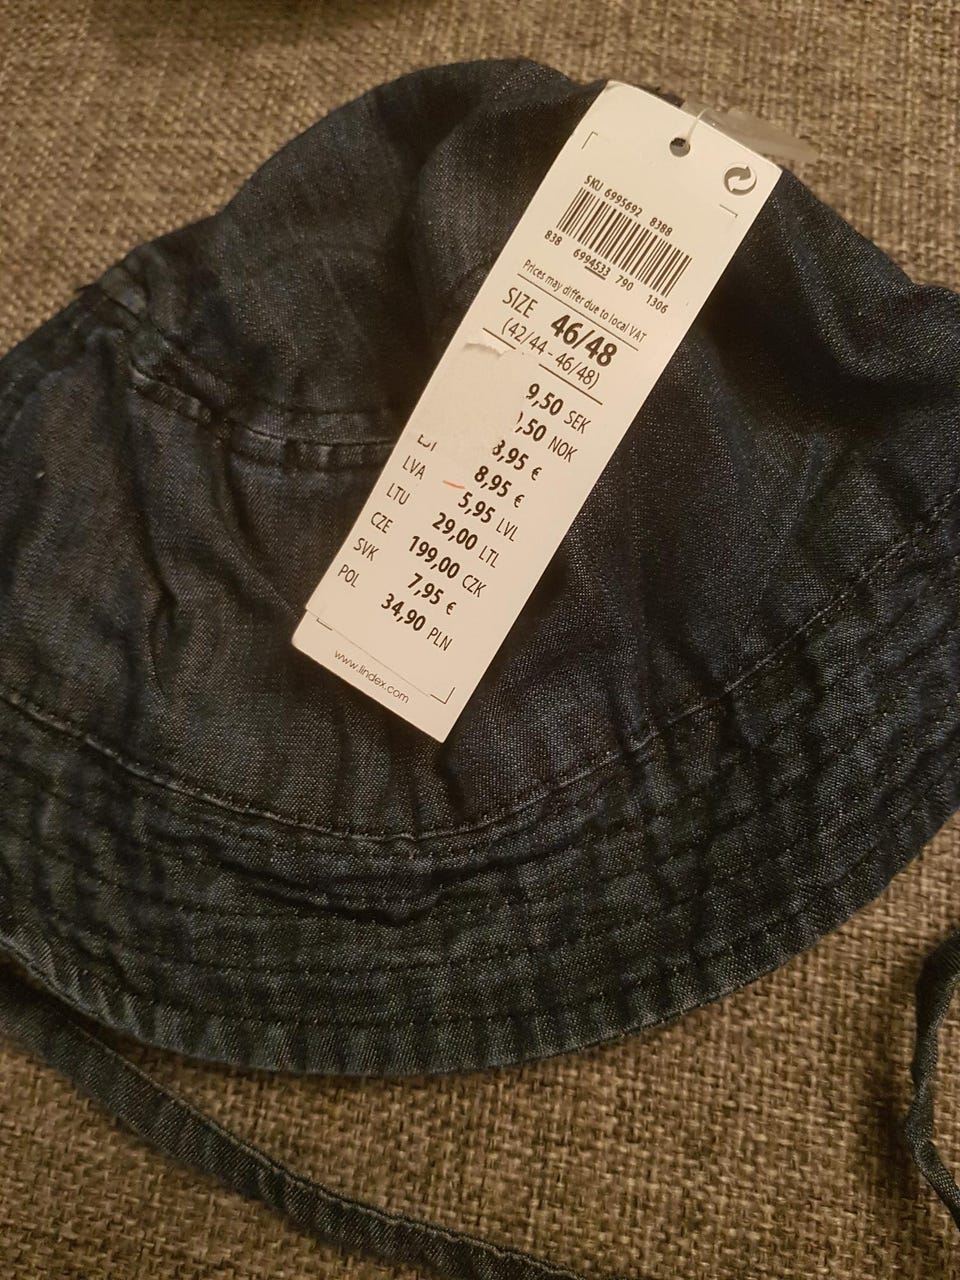 SKU 6995692 8388
838 6994533 790 1306
Prices may differ due to local VAT
SIZE 46/48
(42/44 - 46/48)
9,50 SEK
,50 NOK
8,95 €
8,95 €
LVA 5,95 LVL
LTU 29,00 LTL
CZE 199,00 CZK
SVK 7,95 €
POL 34,90 PLN
www.lindex.com